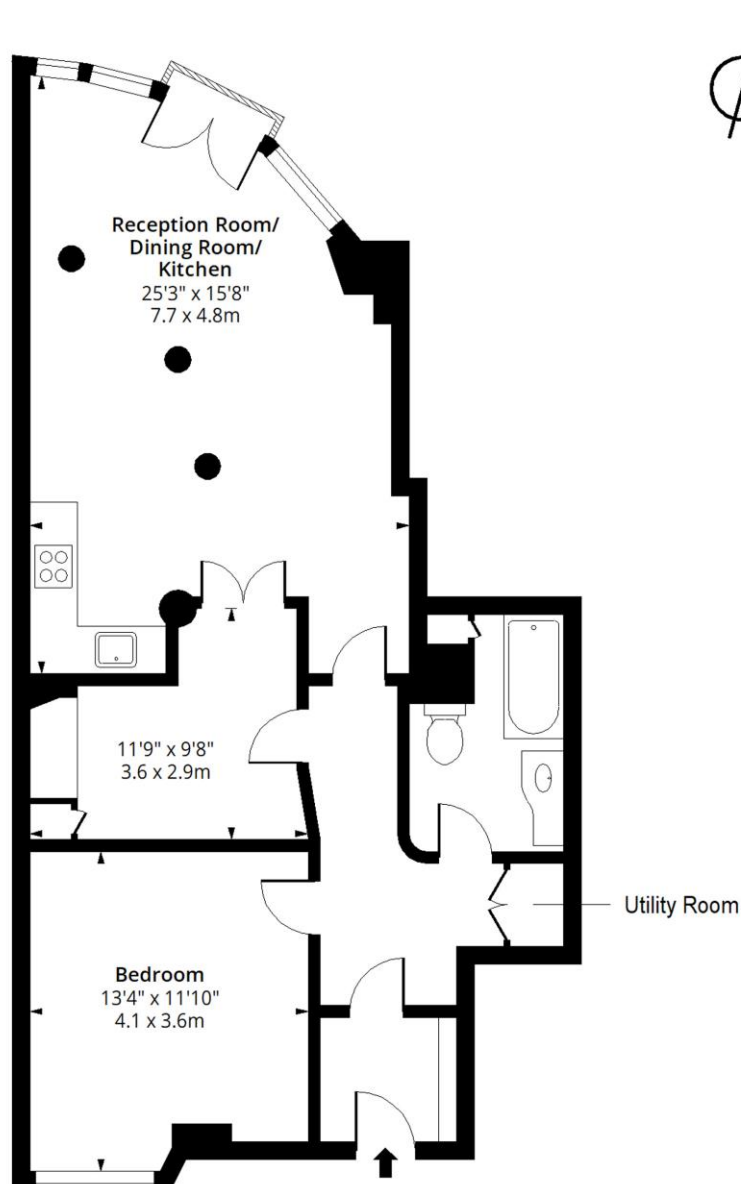 Reception Room/
Dining Room/
Kitchen
25'3" x 15'8"
7.7 x 4.8m
11'9" x 9'8"
3.6 x 2.9m
Utility Room
Bedroom
13'4" x 11'10"
4.1 x 3.6m